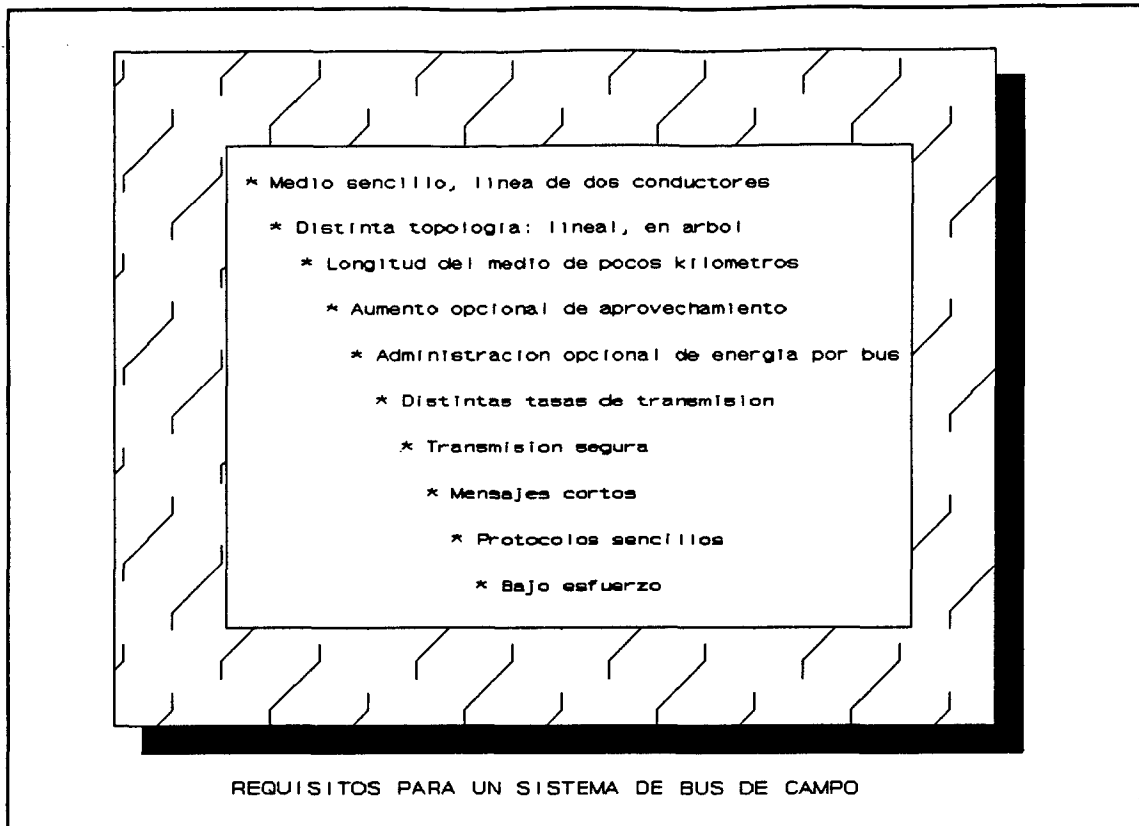 * Medio sencillo, linea de dos conductores
* Distinta topologia: lineal, en arbol
* Longitud del medio de pocos kilometros
* Aumento opcional de aprovechamiento
* Administracion opcional de energia por bus
* Distintas tasas de transmision
* Transmision segura
* Mensajes cortos
* Protocolos sencillos
* Bajo esfuerzo
REQUISITOS PARA UN SISTEMA DE BUS DE CAMPO